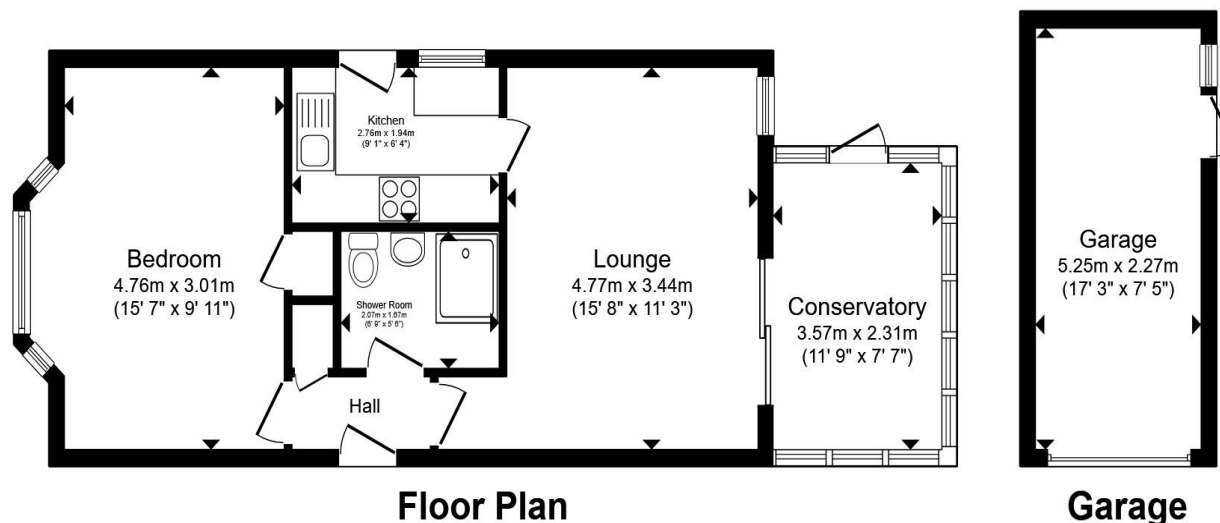 Kitchen
2.76m x 1.94m
(9' 1" x 6' 4")
Bedroom
4.76m x 3.01m
(15' 7" x 9' 11")
Shower Room
2.07m x 1.67m
(6' 9" x 5' 6")
Hall
Lounge
4.77m x 3.44m
(15' 8" x 11' 3")
Conservatory
3.57m x 2.31m
(11' 9" x 7' 7")
Garage
5.25m x 2.27m
(17' 3" x 7' 5")
Floor Plan
Garage